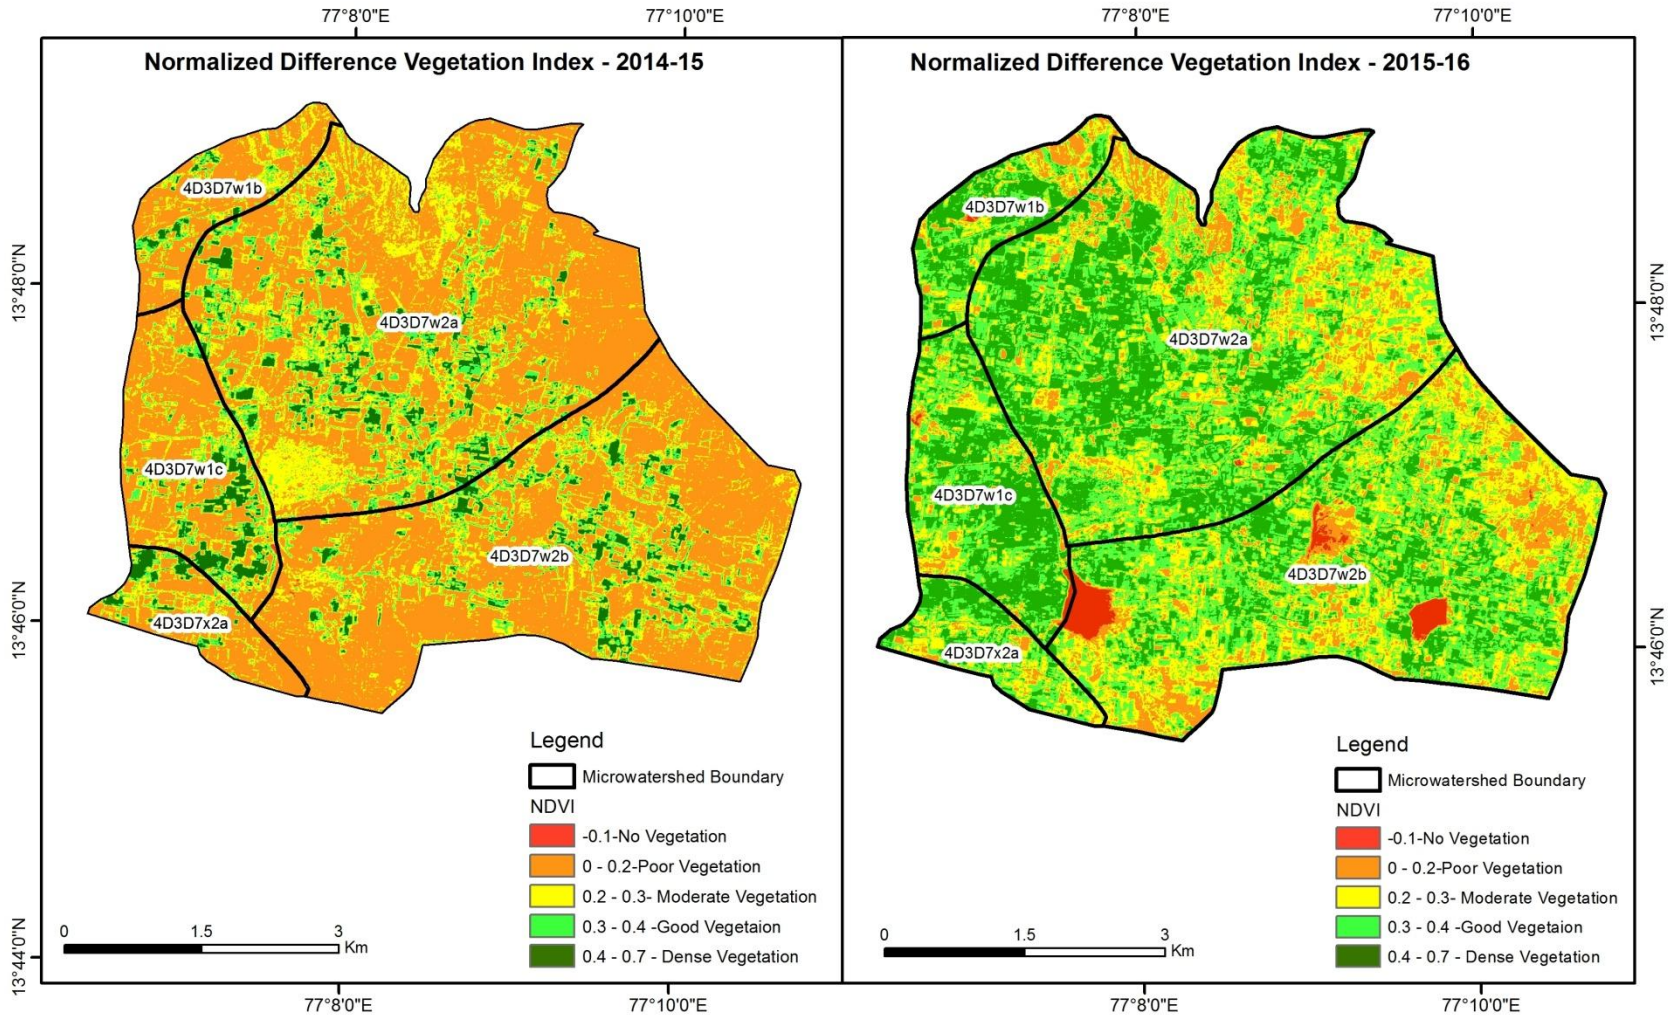 77°8'0"E
77°10'0"E
77°8'0"E
77°10'0"E
Normalized Difference Vegetation Index - 2014-15
Normalized Difference Vegetation Index - 2015-16
4D3D7w1b
4D3D7w2a
4D3D7w1c
4D3D7w2b
4D3D7x2a
4D3D7w1b
4D3D7w2a
4D3D7w1c
4D3D7w2b
4D3D7x2a
13°48'0"N
13°46'0"N
13°44'0"N
13°48'0"N
13°46'0"N
Legend
Microwatershed Boundary
NDVI
-0.1-No Vegetation
0 - 0.2-Poor Vegetation
0.2 - 0.3- Moderate Vegetation
0.3 - 0.4 -Good Vegetaion
0.4 - 0.7 - Dense Vegetation
0
1.5
3
Km
Legend
Microwatershed Boundary
NDVI
-0.1-No Vegetation
0 - 0.2-Poor Vegetation
0.2 - 0.3- Moderate Vegetation
0.3 - 0.4 -Good Vegetaion
0.4 - 0.7 - Dense Vegetation
0
1.5
3
Km
77°8'0"E
77°10'0"E
77°8'0"E
77°10'0"E